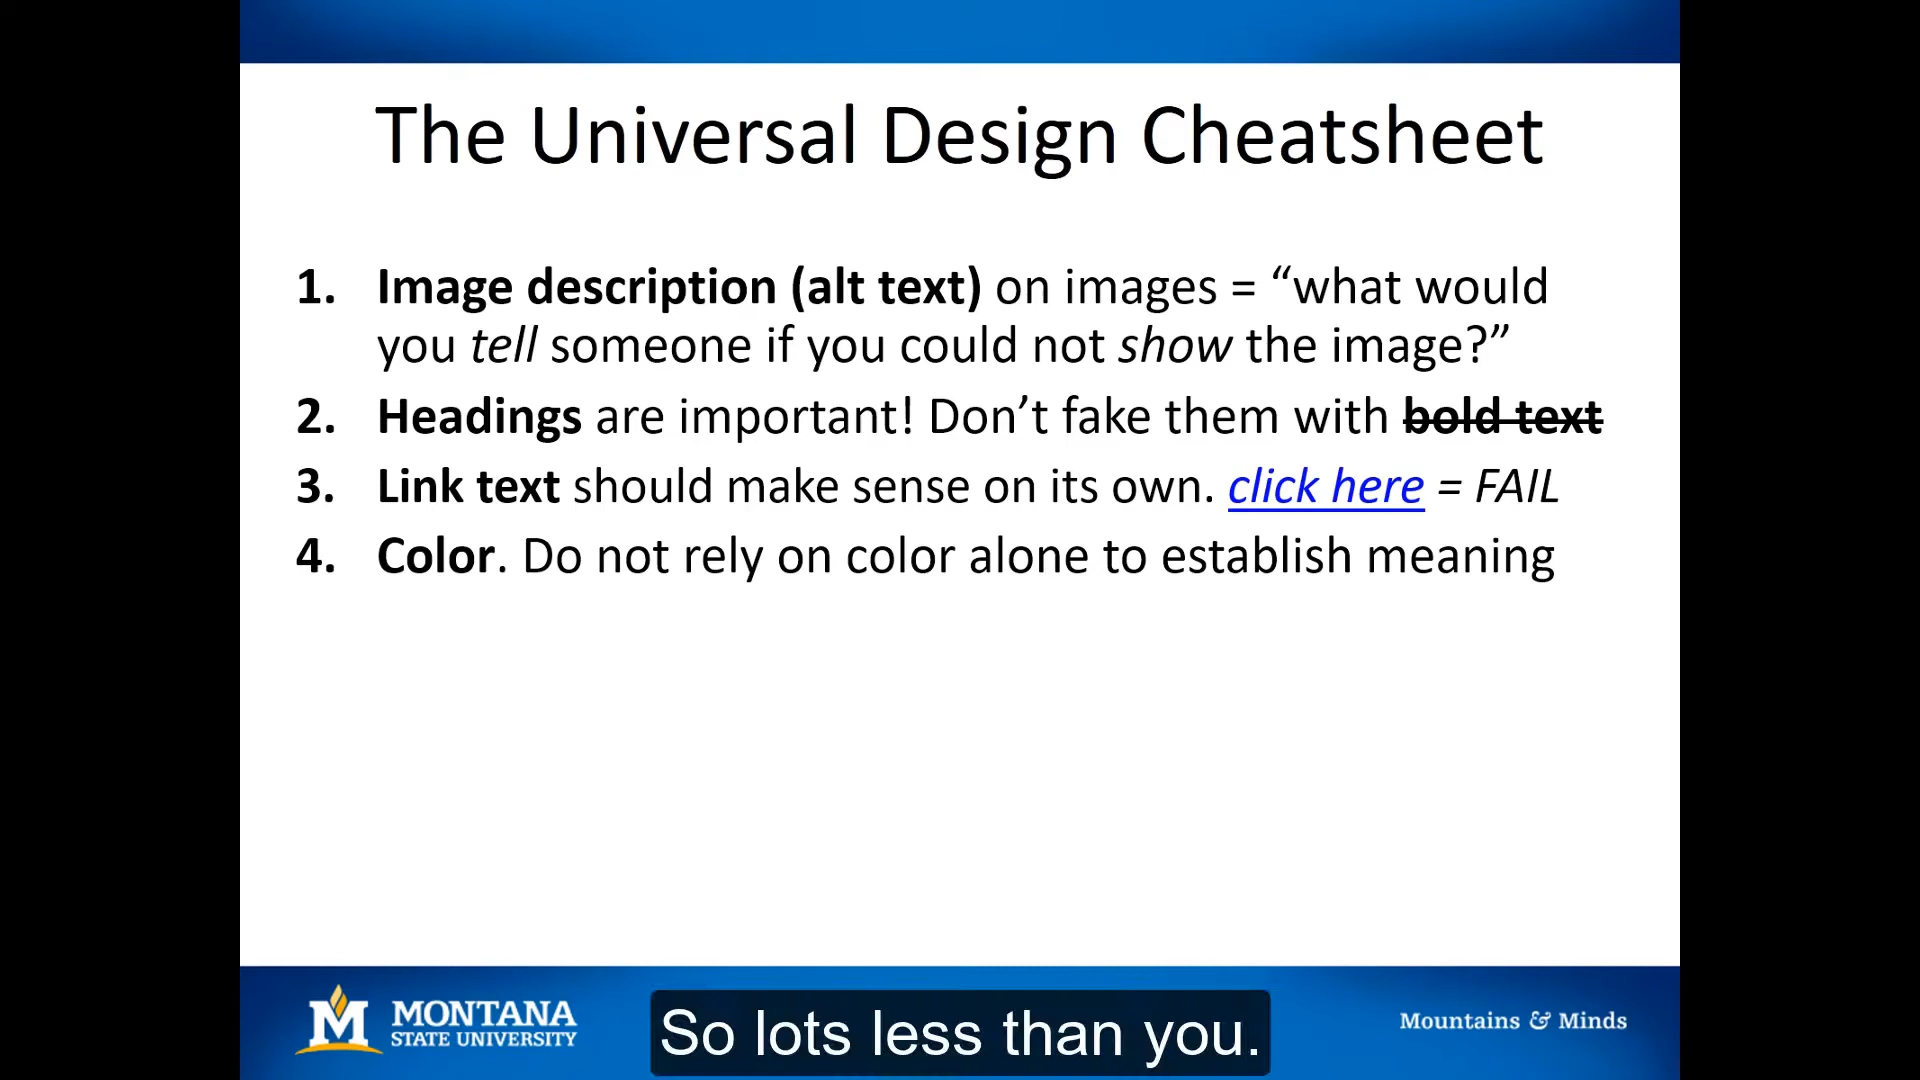 The Universal Design Cheatsheet
1. Image description (alt text) on images = “what would
you tell someone if you could not show the image?”
2. Headings are important! Don’t fake them with bold text
3. Link text should make sense on its own. click here = FAIL
4. Color. Do not rely on color alone to establish meaning
M MONTANA
STATE UNIVERSITY
So lots less than you.
Mountains & Minds